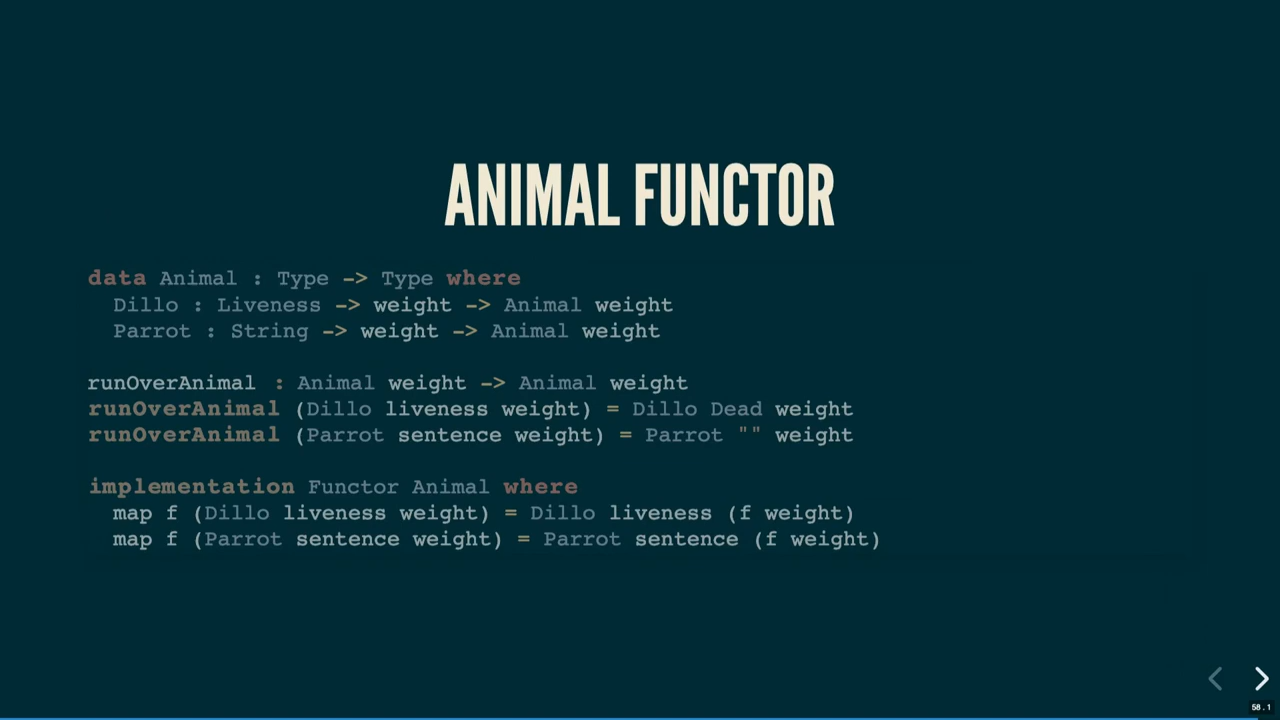 ANIMAL FUNCTOR
data Animal : Type -> Type where
  Dillo : Liveness -> weight -> Animal weight
  Parrot : String -> weight -> Animal weight
runOverAnimal : Animal weight -> Animal weight
runOverAnimal (Dillo liveness weight) = Dillo Dead weight
runOverAnimal (Parrot sentence weight) = Parrot "" weight
implementation Functor Animal where
  map f (Dillo liveness weight) = Dillo liveness (f weight)
  map f (Parrot sentence weight) = Parrot sentence (f weight)
58.1